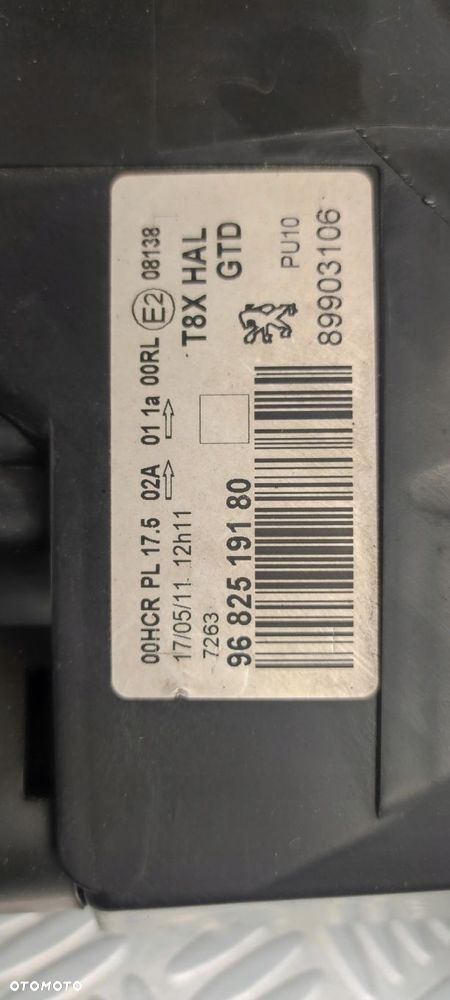 00HCR PL 17.5 02A 01 1a 00RL E2 08138
17/05/11 12h11
T8X HAL
GTD
7263
96 825 191 80
PU10
89903106
OTOMOTO